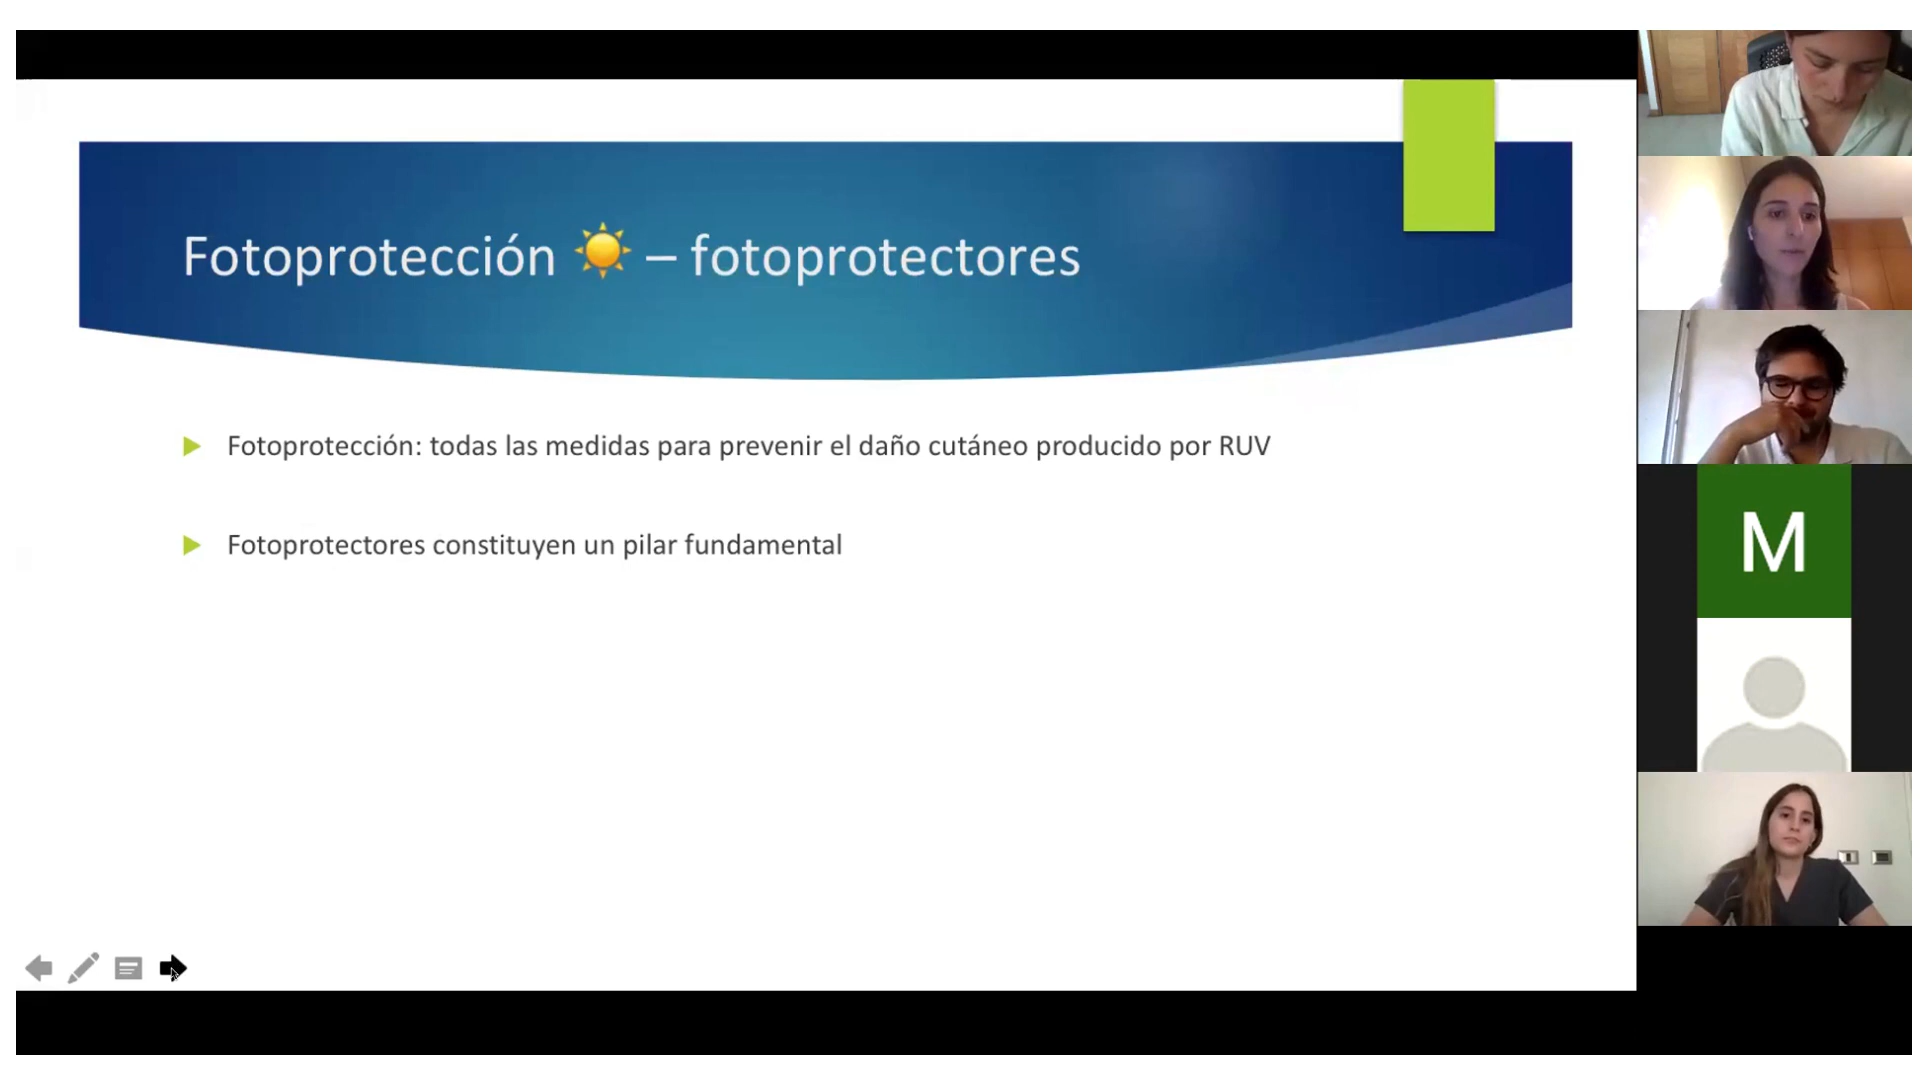 Fotoprotección ☀️ – fotoprotectores
Fotoprotección: todas las medidas para prevenir el daño cutáneo producido por RUV
Fotoprotectores constituyen un pilar fundamental
M